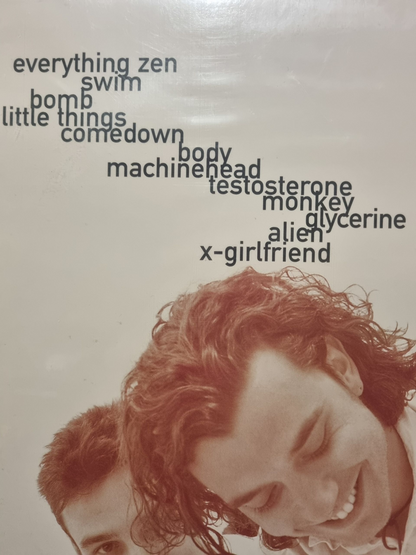 everything zen
swim
bomb
little things
comedown
body
machinehead
testosterone
monkey
glycerine
alien
x-girlfriend